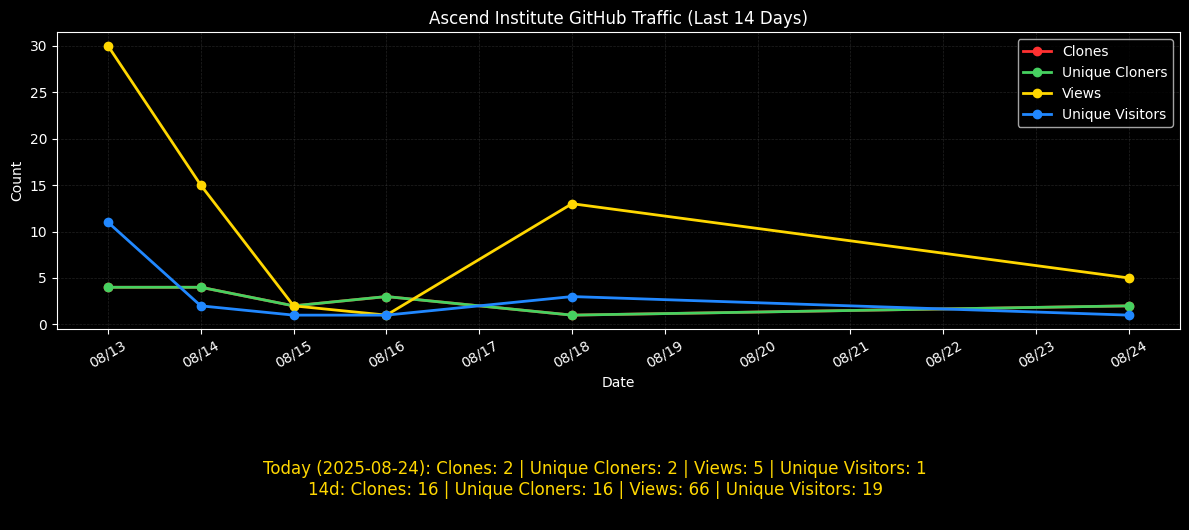 Ascend Institute GitHub Traffic (Last 14 Days)
Clones
Unique Cloners
Views
Unique Visitors
Count
30
25
20
15
10
5
0
08/13
08/14
08/15
08/16
08/17
08/18
08/19
08/20
08/21
08/22
08/23
08/24
Date
Today (2025-08-24): Clones: 2 | Unique Cloners: 2 | Views: 5 | Unique Visitors: 1
14d: Clones: 16 | Unique Cloners: 16 | Views: 66 | Unique Visitors: 19